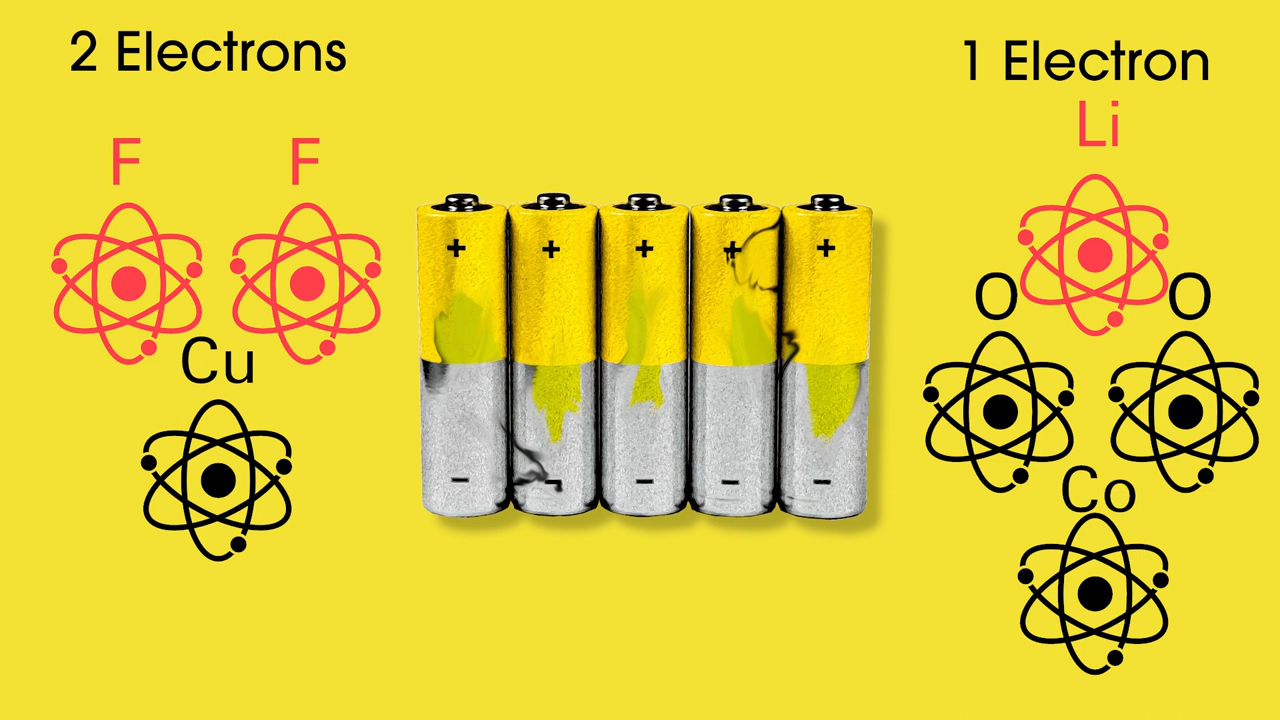 2 Electrons
1 Electron
F F
Cu
Li
O O
Co
+ + + + +
- - - - -